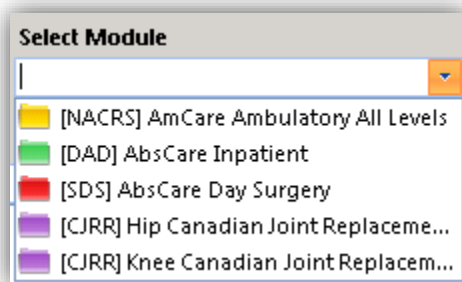 Select Module
[NACRS] AmCare Ambulatory All Levels
[DAD] AbsCare Inpatient
[SDS] AbsCare Day Surgery
[CJRR] Hip Canadian Joint Replaceme...
[CJRR] Knee Canadian Joint Replacem...